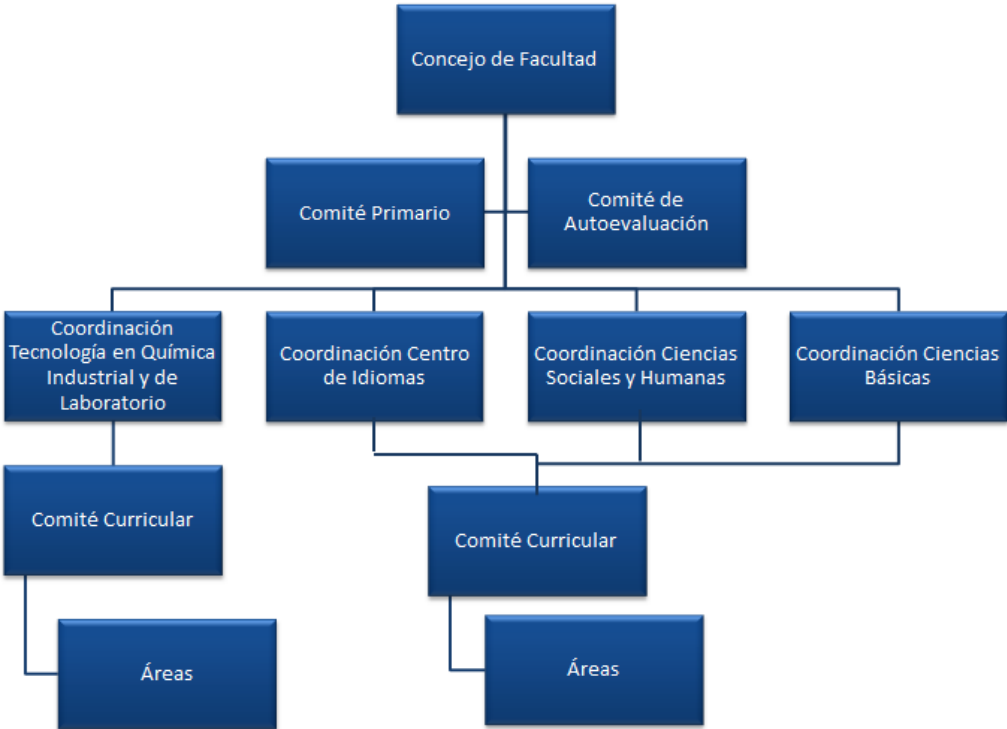 Concejo de Facultad
Comité Primario
Comité de
Autoevaluación
Coordinación
Tecnología en Química
Industrial y de
Laboratorio
Coordinación Centro
de Idiomas
Coordinación Ciencias
Sociales y Humanas
Coordinación Ciencias
Básicas
Comité Curricular
Comité Curricular
Áreas
Áreas